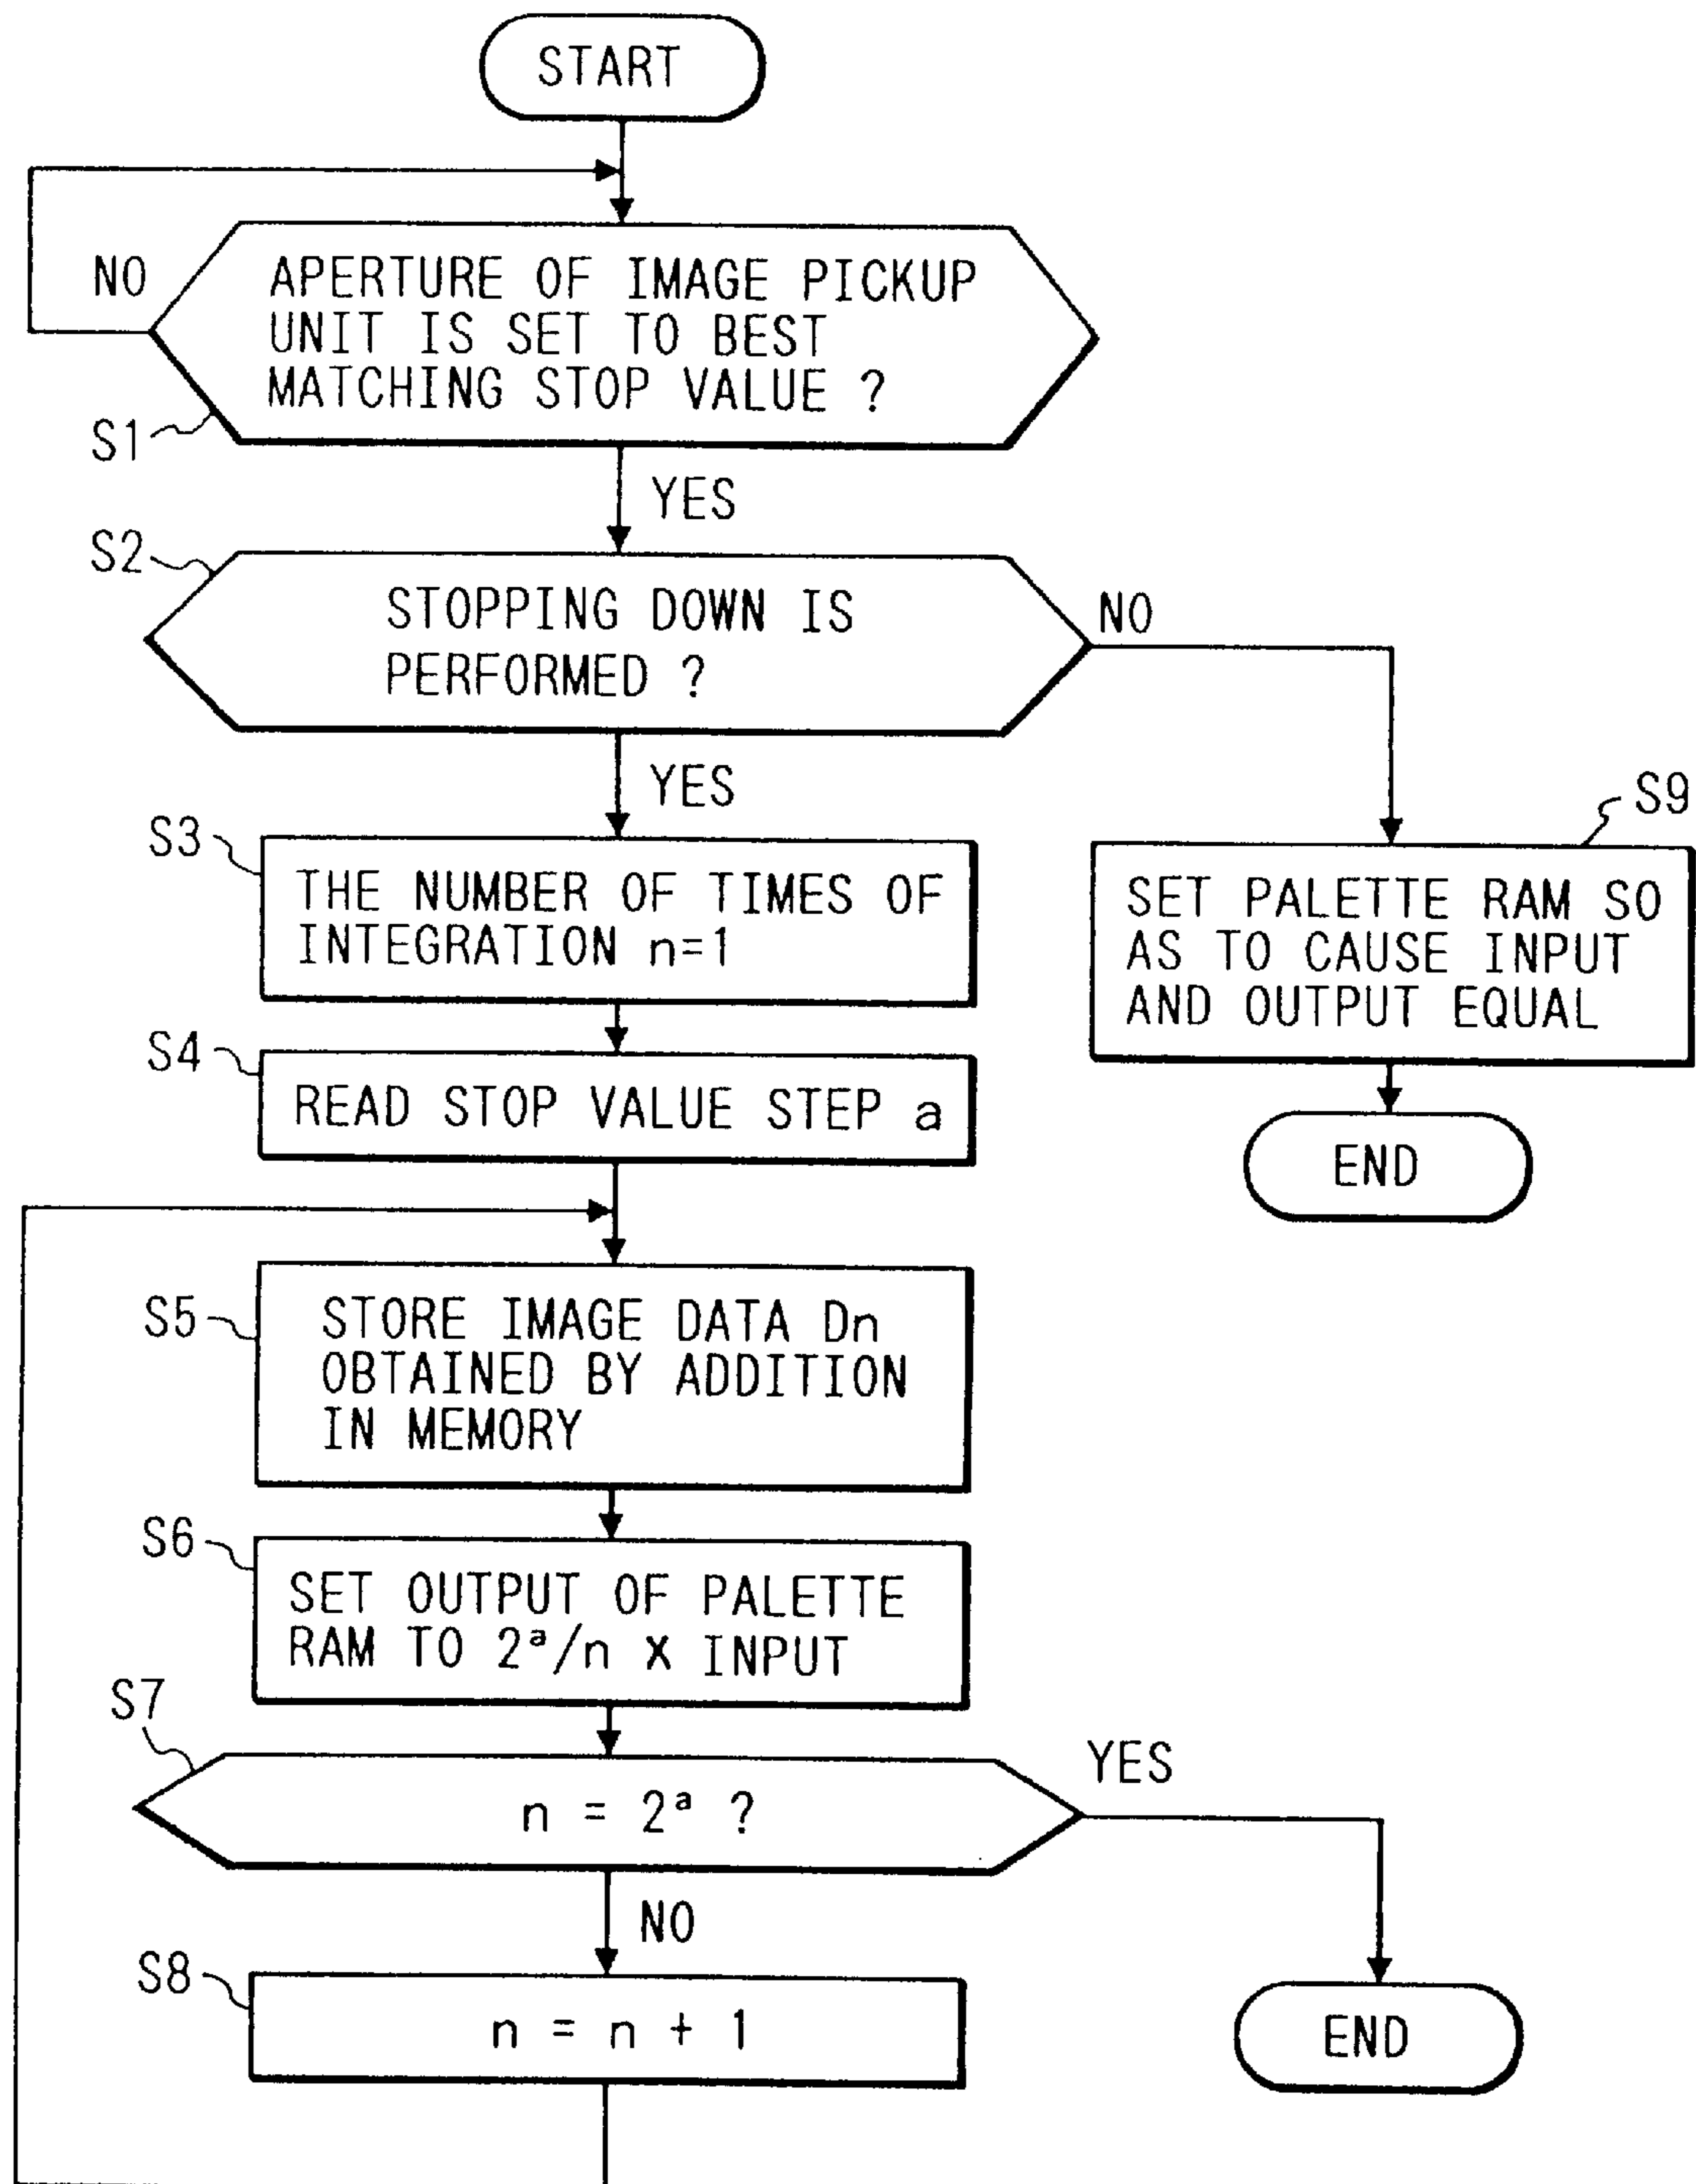 START
NO
APERTURE OF IMAGE PICKUP
UNIT IS SET TO BEST
MATCHING STOP VALUE ?
S1
YES
S2
STOPPING DOWN IS
PERFORMED ?
NO
YES
S3
THE NUMBER OF TIMES OF
INTEGRATION n=1
S9
SET PALETTE RAM SO
AS TO CAUSE INPUT
AND OUTPUT EQUAL
S4
READ STOP VALUE STEP a
END
S5
STORE IMAGE DATA Dn
OBTAINED BY ADDITION
IN MEMORY
S6
SET OUTPUT OF PALETTE
RAM TO 2ᵃ/n X INPUT
S7
n = 2ᵃ ?
YES
NO
S8
n = n + 1
END